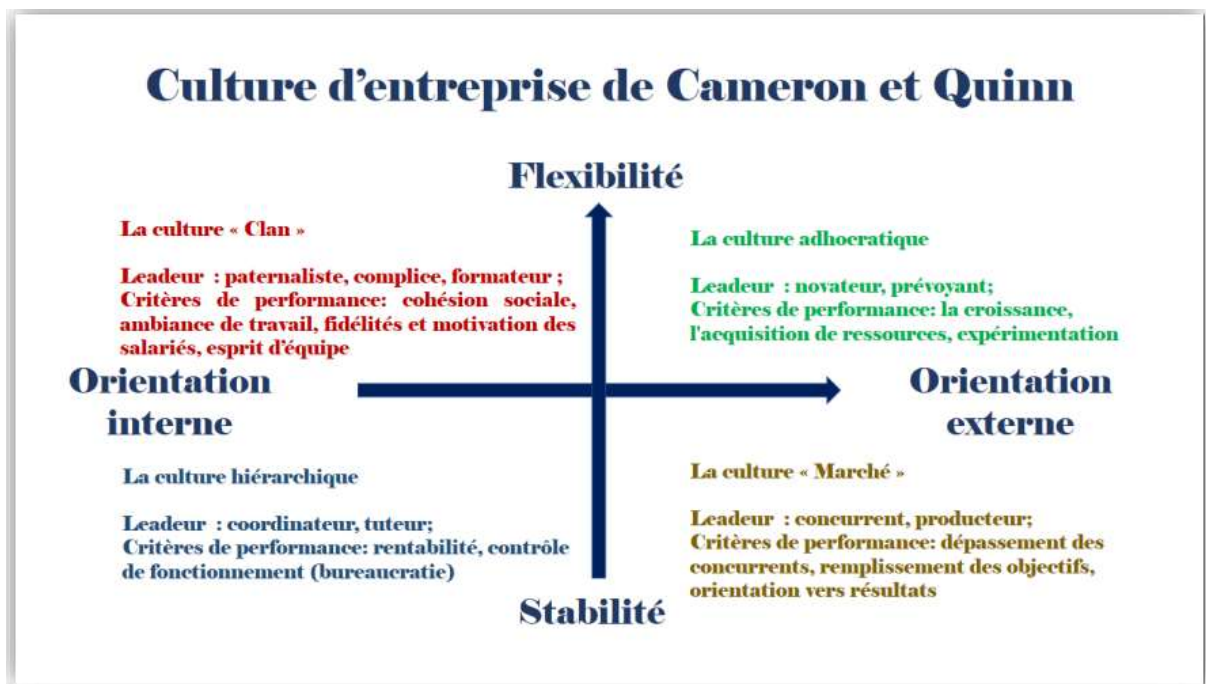 Culture d'entreprise de Cameron et Quinn
Flexibilité
La culture « Clan »
Leadeur : paternaliste, complice, formateur ;
Critères de performance: cohésion sociale,
ambiance de travail, fidélités et motivation des
salariés, esprit d'équipe
La culture adhocratique
Leadeur : novateur, prévoyant;
Critères de performance: la croissance,
l'acquisition de ressources, expérimentation
Orientation
interne
Orientation
externe
La culture hiérarchique
Leadeur : coordinateur, tuteur;
Critères de performance: rentabilité, contrôle
de fonctionnement (bureaucratie)
La culture « Marché »
Leadeur : concurrent, producteur;
Critères de performance: dépassement des
concurrents, remplissement des objectifs,
orientation vers résultats
Stabilité